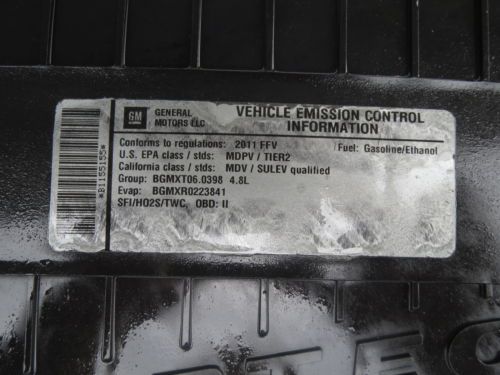 *B1155155*
GM
GENERAL MOTORS LLC
VEHICLE EMISSION CONTROL INFORMATION
Conforms to regulations: 2011 FFV Fuel: Gasoline/Ethanol
U.S. EPA class / stds: MDPV / TIER2
California class / stds: MDV / SULEV qualified
Group: BGMXT06.0398 4.8L
Evap: BGMXR0223841
SFI/HO2S/TWC, OBD: II